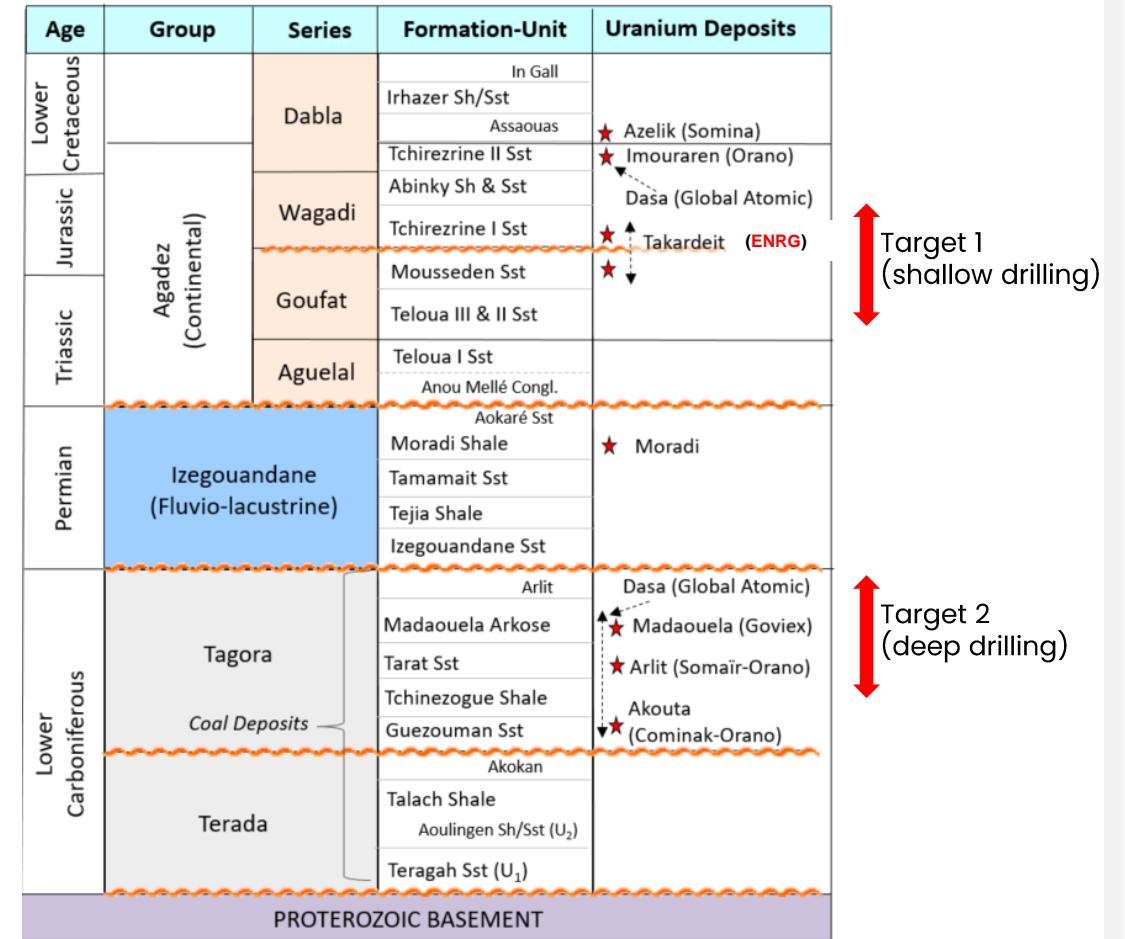 Age
Group
Series
Formation-Unit
Uranium Deposits
Lower
Cretaceous
Jurassic
Triassic
Permian
Lower
Carboniferous
Agadez
(Continental)
Izegouandane
(Fluvio-lacustrine)
Tagora
Coal Deposits
Terada
Dabla
Wagadi
Goufat
Aguelal
In Gall
Irhazer Sh/Sst
Assaouas
Tchirezrine II Sst
Abinky Sh & Sst
Tchirezrine I Sst
Mousseden Sst
Teloua III & II Sst
Teloua I Sst
Anou Mellé Congl.
Aokaré Sst
Moradi Shale
Tamamait Sst
Tejia Shale
Izegouandane Sst
Arlit
Madaouela Arkose
Tarat Sst
Tchinezogue Shale
Guezouman Sst
Akokan
Talach Shale
Aoulingen Sh/Sst (U₂)
Teragah Sst (U₁)
Azelik (Somina)
Imouraren (Orano)
Dasa (Global Atomic)
Takardeit (ENRG)
Moradi
Dasa (Global Atomic)
Madaouela (Goviex)
Arlit (Somaïr-Orano)
Akouta
(Cominak-Orano)
Target 1
(shallow drilling)
Target 2
(deep drilling)
PROTEROZOIC BASEMENT